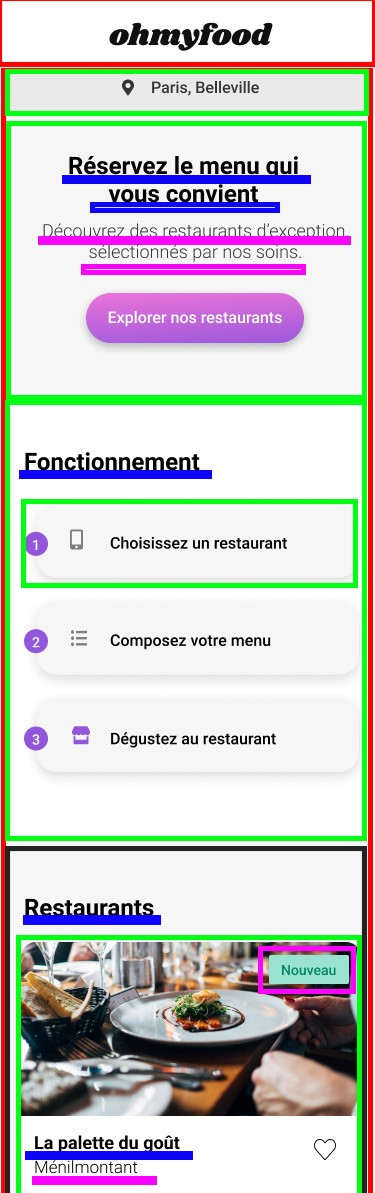 ohmyfood
Paris, Belleville
Réservez le menu qui
vous convient
Découvrez des restaurants d'exception,
sélectionnés par nos soins.
Explorer nos restaurants
Fonctionnement
1 Choisissez un restaurant
2 Composez votre menu
3 Dégustez au restaurant
Restaurants
Nouveau
La palette du goût
Ménilmontant